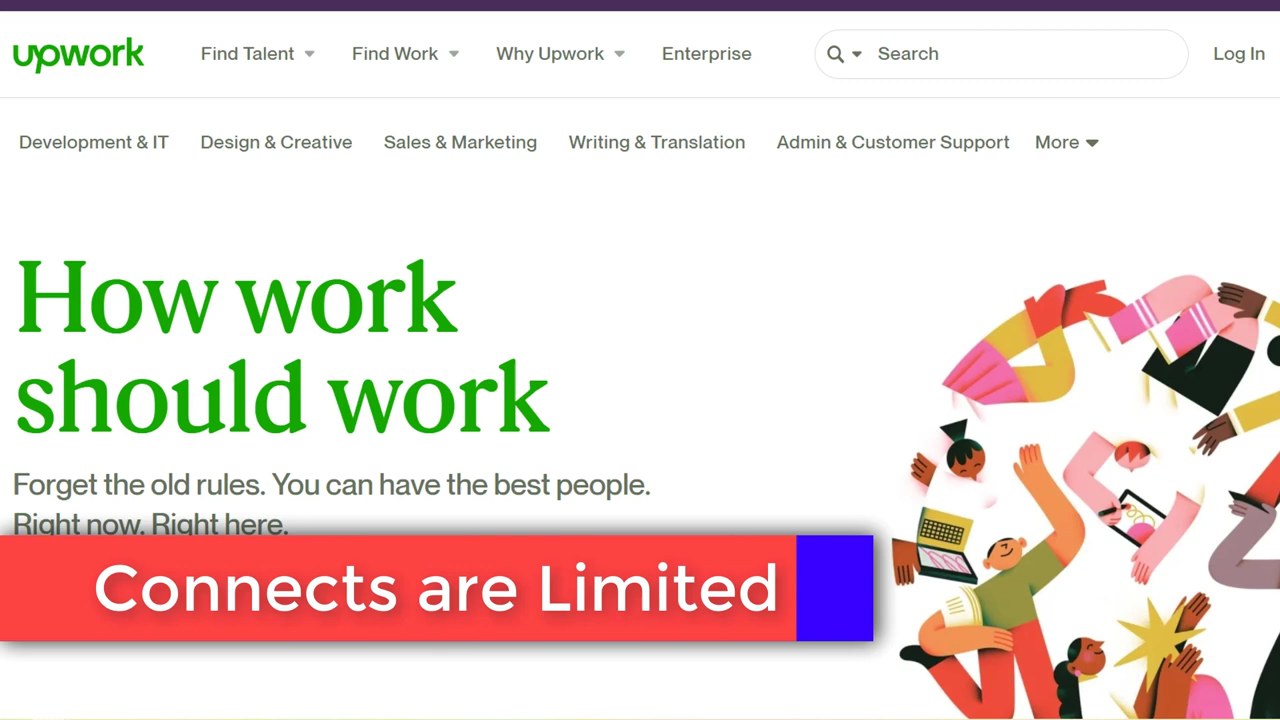 upwork
Find Talent
Find Work
Why Upwork
Enterprise
Search
Log In
Development & IT
Design & Creative
Sales & Marketing
Writing & Translation
Admin & Customer Support
More
How work
should work
Forget the old rules. You can have the best people.
Right now. Right here.
Connects are Limited